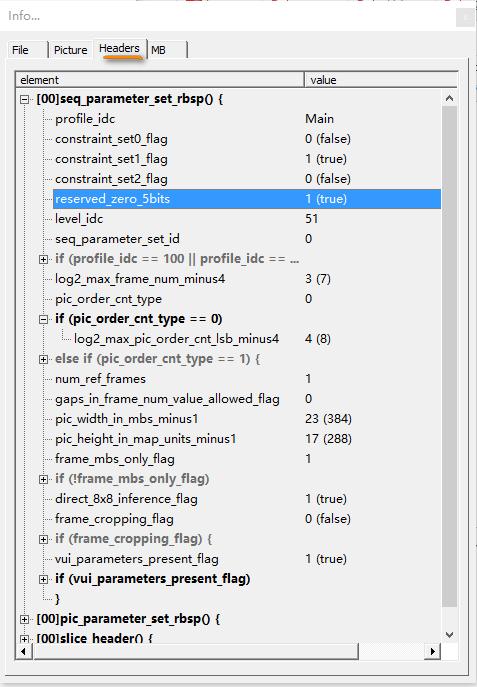 Info...
File Picture Headers MB
element value
[00]seq_parameter_set_rbsp() {
profile_idc Main
constraint_set0_flag 0 (false)
constraint_set1_flag 1 (true)
constraint_set2_flag 0 (false)
reserved_zero_5bits 1 (true)
level_idc 51
seq_parameter_set_id 0
if (profile_idc == 100 || profile_idc == ...
log2_max_frame_num_minus4 3 (7)
pic_order_cnt_type 0
if (pic_order_cnt_type == 0)
log2_max_pic_order_cnt_lsb_minus4 4 (8)
else if (pic_order_cnt_type == 1) {
num_ref_frames 1
gaps_in_frame_num_value_allowed_flag 0
pic_width_in_mbs_minus1 23 (384)
pic_height_in_map_units_minus1 17 (288)
frame_mbs_only_flag 1
if (!frame_mbs_only_flag)
direct_8x8_inference_flag 1 (true)
frame_cropping_flag 0 (false)
if (frame_cropping_flag) {
vui_parameters_present_flag 1 (true)
if (vui_parameters_present_flag)
}
[00]pic_parameter_set_rbsp() {
[00]slice_header() {